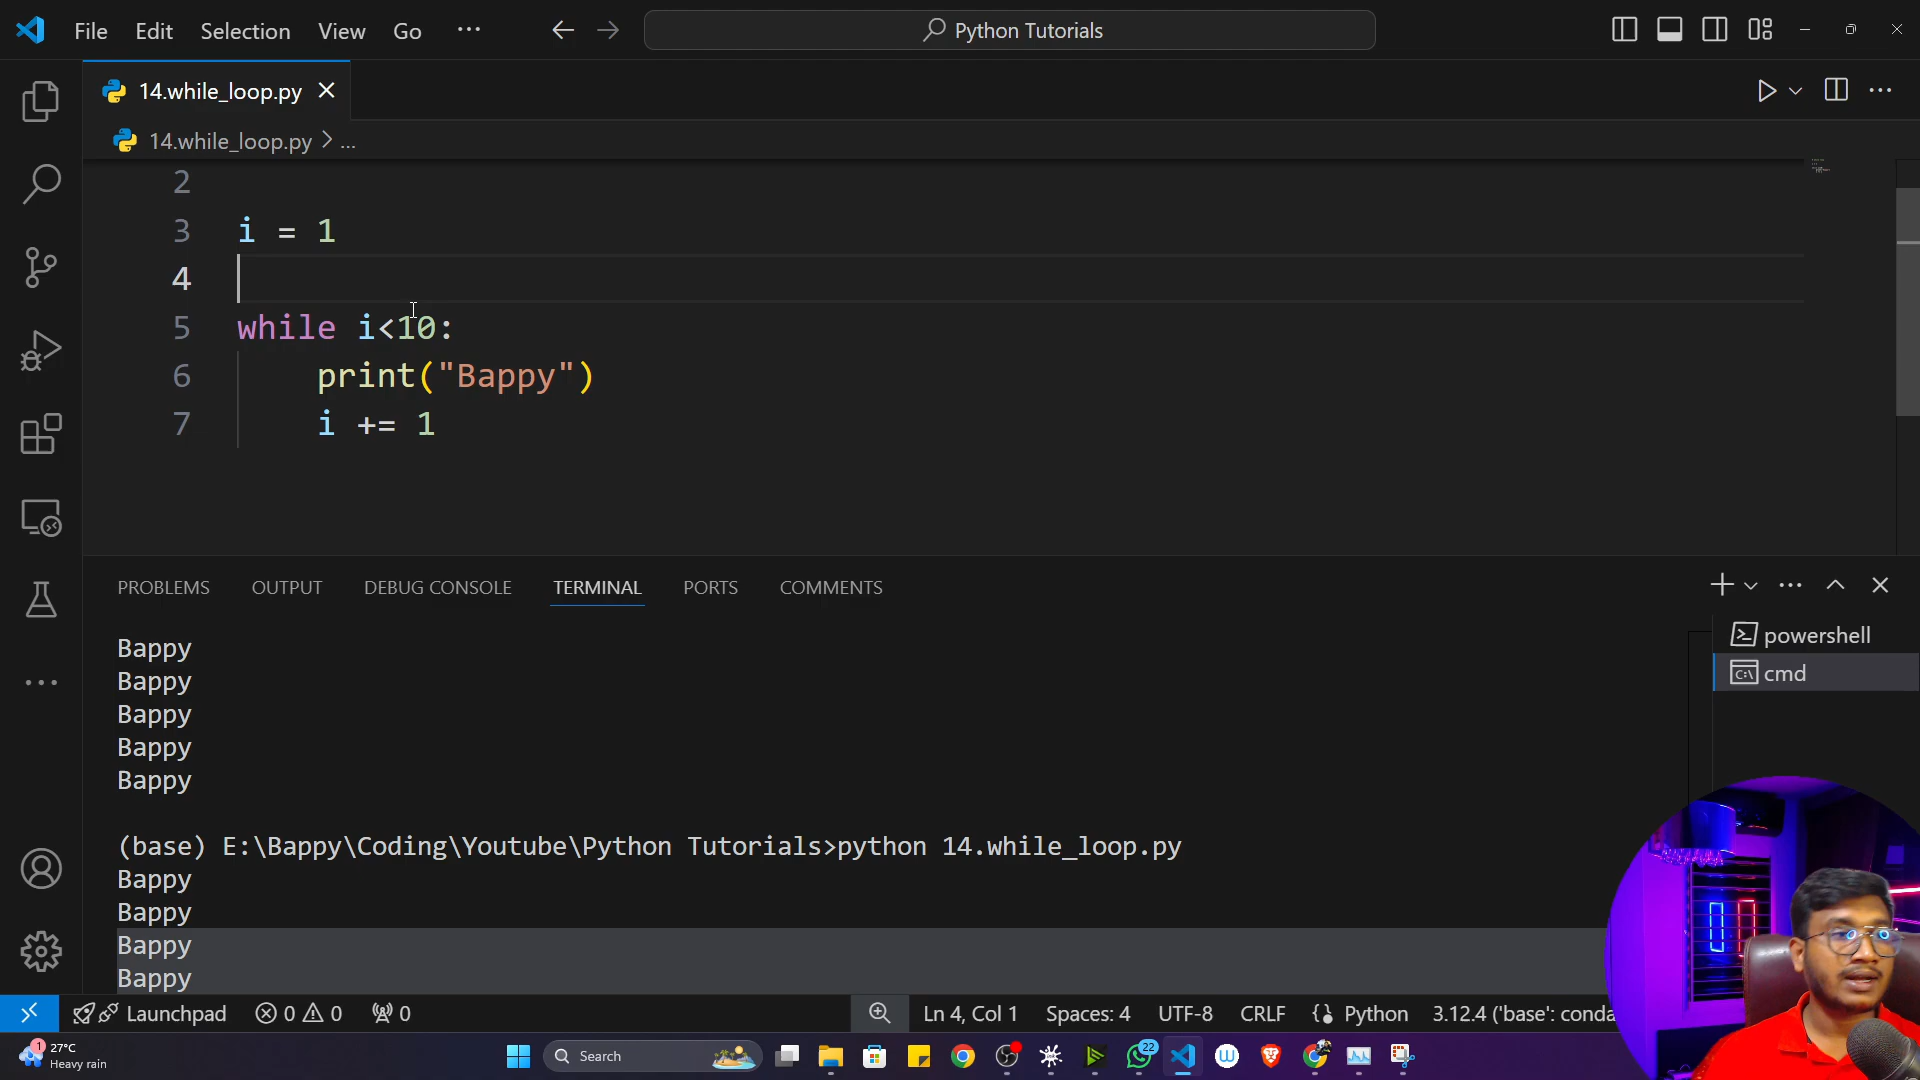 File Edit Selection View Go ··· Python Tutorials
14.while_loop.py
14.while_loop.py > ...
2
3 i = 1
4
5 while i<10:
6 print("Bappy")
7 i += 1
PROBLEMS OUTPUT DEBUG CONSOLE TERMINAL PORTS COMMENTS
powershell
cmd
Bappy
Bappy
Bappy
Bappy
Bappy
(base) E:\Bappy\Coding\Youtube\Python Tutorials>python 14.while_loop.py
Bappy
Bappy
Bappy
Bappy
Launchpad 0 0 0 Ln 4, Col 1 Spaces: 4 UTF-8 CRLF {} Python 3.12.4 ('base': conda
1 27°C
Heavy rain
Search
22